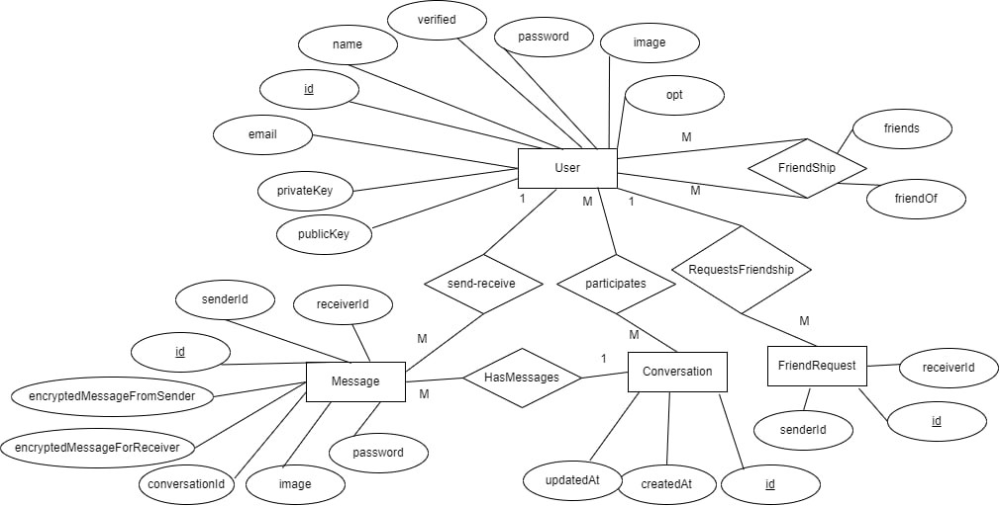 verified
password
name
image
id
opt
email
friends
M
User
FriendShip
privateKey
M
friendOf
1
M
1
publicKey
RequestsFriendship
send-receive
participates
senderId
receiverId
M
M
M
id
1
Message
HasMessages
Conversation
FriendRequest
receiverId
M
encryptedMessageFromSender
id
senderId
encryptedMessageForReceiver
password
conversationId
image
updatedAt
createdAt
id